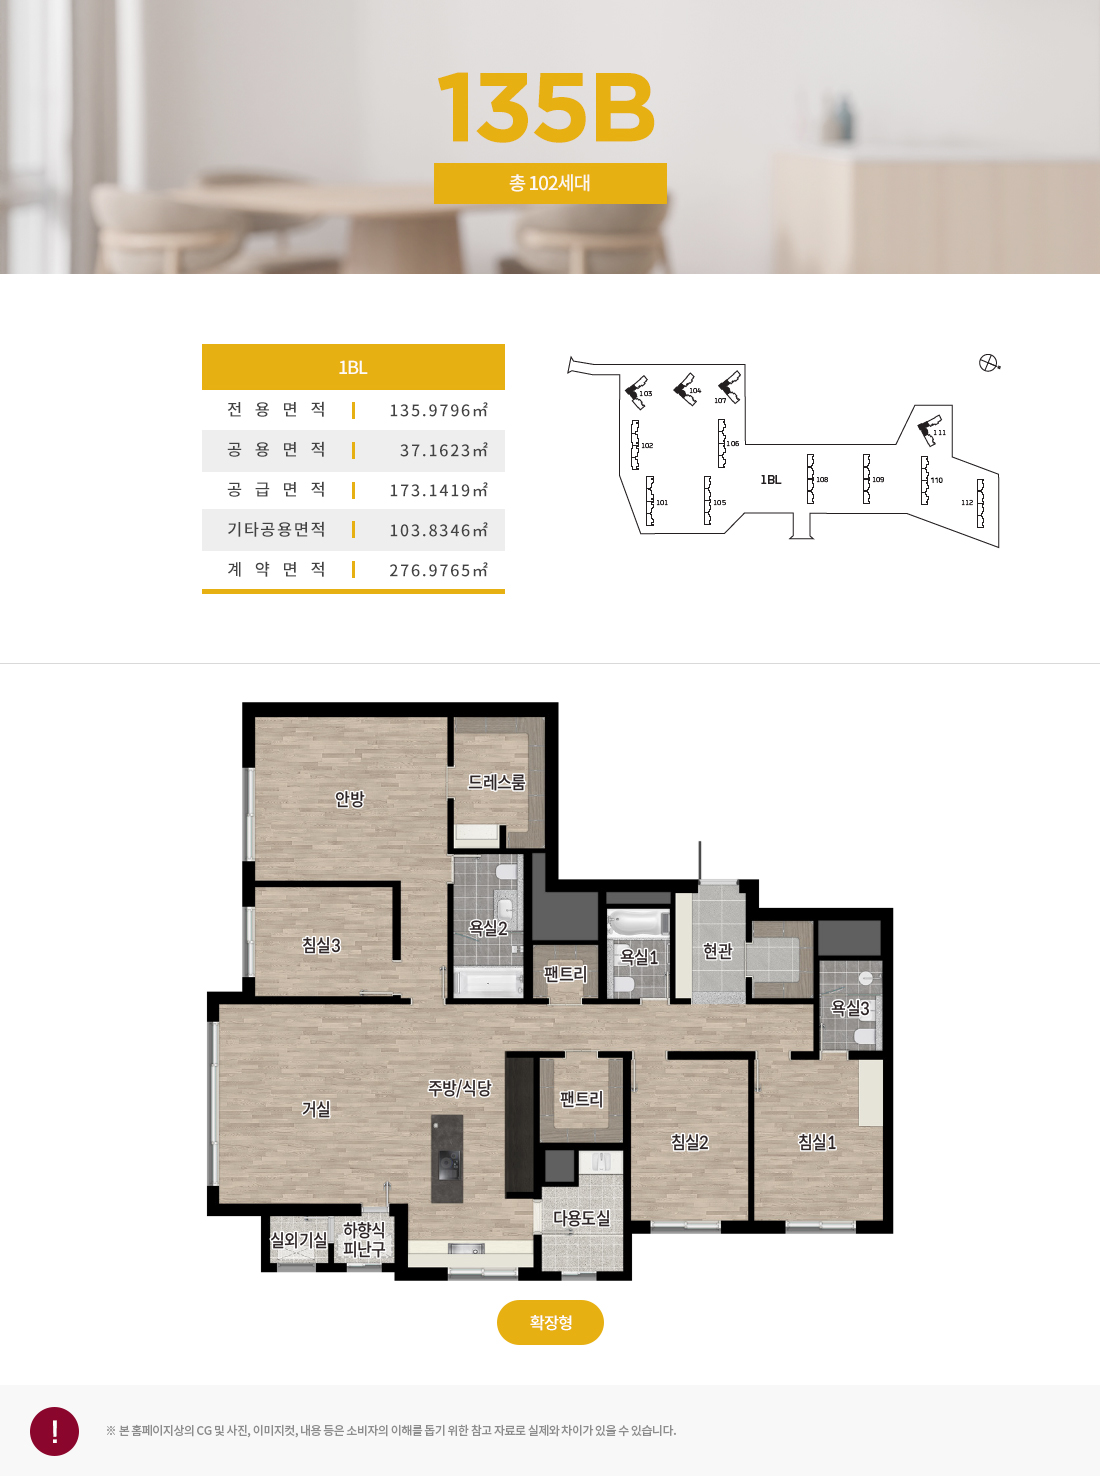 135B
총 102세대
1BL
전 용 면 적 135.9796㎡
공 용 면 적 37.1623㎡
공 급 면 적 173.1419㎡
기타공용면적 103.8346㎡
계 약 면 적 276.9765㎡
103
104
107
111
102
106
1BL
108
109
110
101
105
112
안방
드레스룸
침실3
욕실2
팬트리
욕실1
현관
욕실3
거실
주방/식당
팬트리
침실2
침실1
실외기실
하향식
피난구
다용도실
확장형
!
※ 본 홈페이지상의 CG 및 사진, 이미지컷, 내용 등은 소비자의 이해를 돕기 위한 참고 자료로 실제와 차이가 있을 수 있습니다.